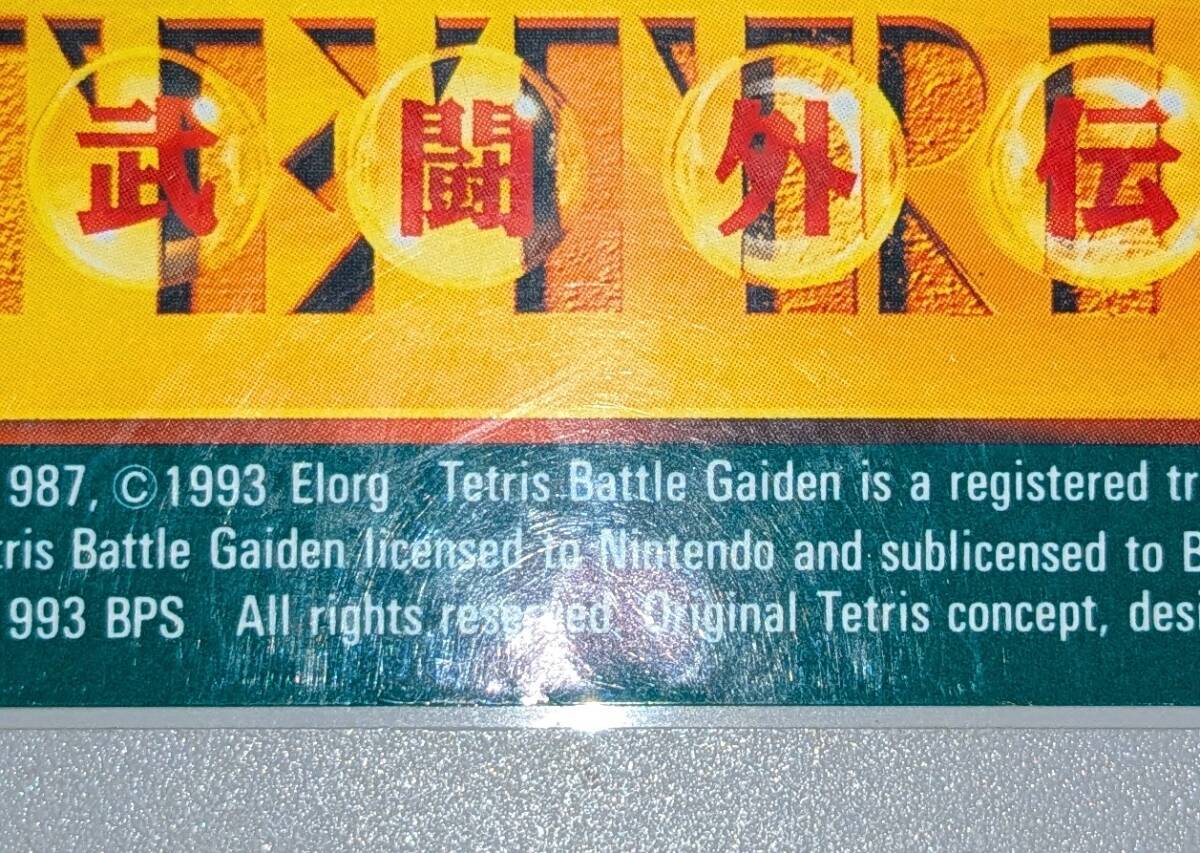 武闘外伝
987, ©1993 Elorg Tetris Battle Gaiden is a registered tr
tris Battle Gaiden licensed to Nintendo and sublicensed to B
993 BPS All rights reserved. Original Tetris concept, des